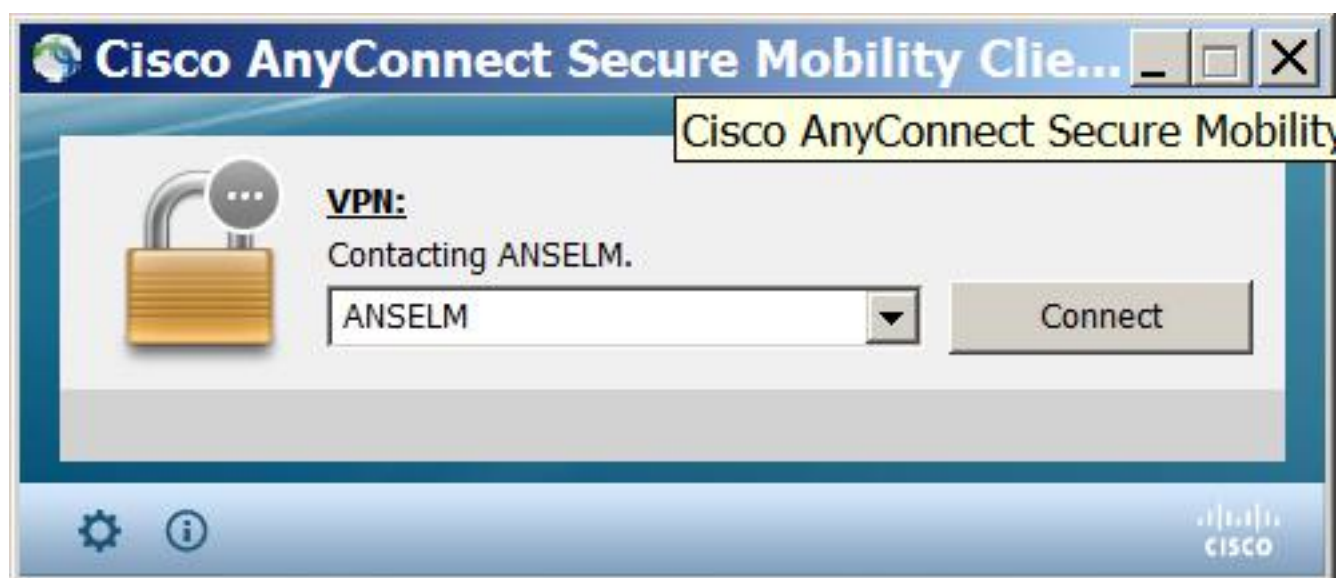 Cisco AnyConnect Secure Mobility Clie...
Cisco AnyConnect Secure Mobility
VPN:
Contacting ANSELM.
ANSELM
Connect
CISCO